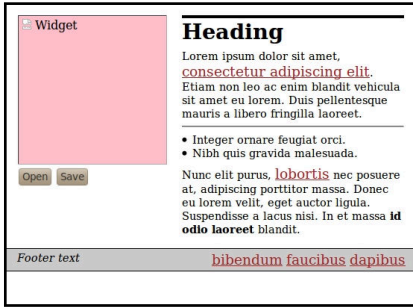 Widget
Open Save
Heading
Lorem ipsum dolor sit amet,
consectetur adipiscing elit.
Etiam non leo ac enim blandit vehicula
sit amet eu lorem. Duis pellentesque
mauris a libero fringilla laoreet.
• Integer ornare feugiat orci.
• Nibh quis gravida malesuada.
Nunc elit purus, lobortis nec posuere
at, adipiscing porttitor massa. Donec
eu lorem velit, eget auctor ligula.
Suspendisse a lacus nisi. In et massa id
odio laoreet blandit.
Footer text bibendum faucibus dapibus